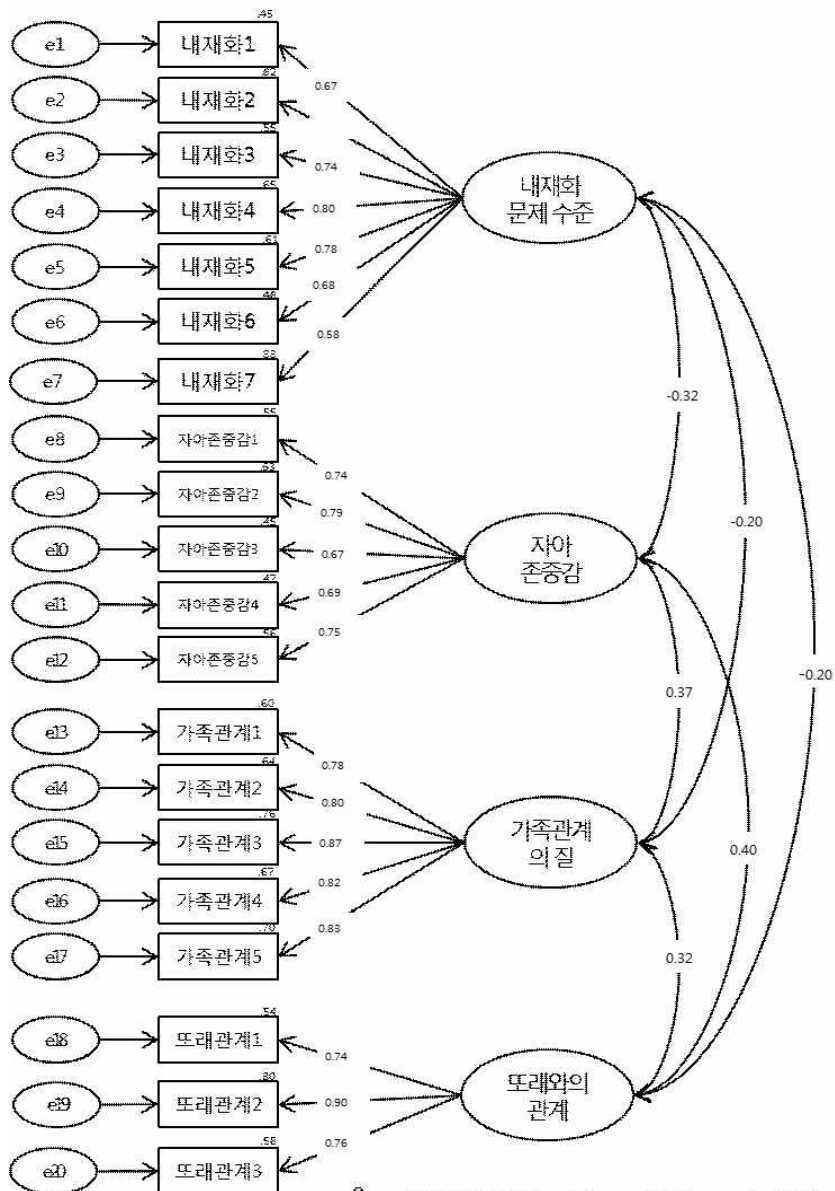 .45
e1 내재화1
0.67
.62
e2 내재화2
.55
e3 내재화3 0.74
.65
e4 내재화4 0.80
내재화
문제 수준
.61
e5 내재화5 0.78
0.68
.46
e6 내재화6
0.58
e7 내재화7
-0.32
.55
e8 자아존중감1
0.74
.63
e9 자아존중감2
0.79
-0.20
.45
e10 자아존중감3 0.67
자아
존중감
.47
e11 자아존중감4 0.69
0.75
.56
e12 자아존중감5
-0.20
0.37
.60
e13 가족관계1
0.78
.64
e14 가족관계2 0.80
.76
e15 가족관계3 0.87
가족관계
의 질
0.40
.67
e16 가족관계4 0.82
0.83
.70
e17 가족관계5
0.32
.54
e18 또래관계1
0.74
.80
e19 또래관계2 0.90
또래와의
관계
0.76
.58
e20 또래관계3